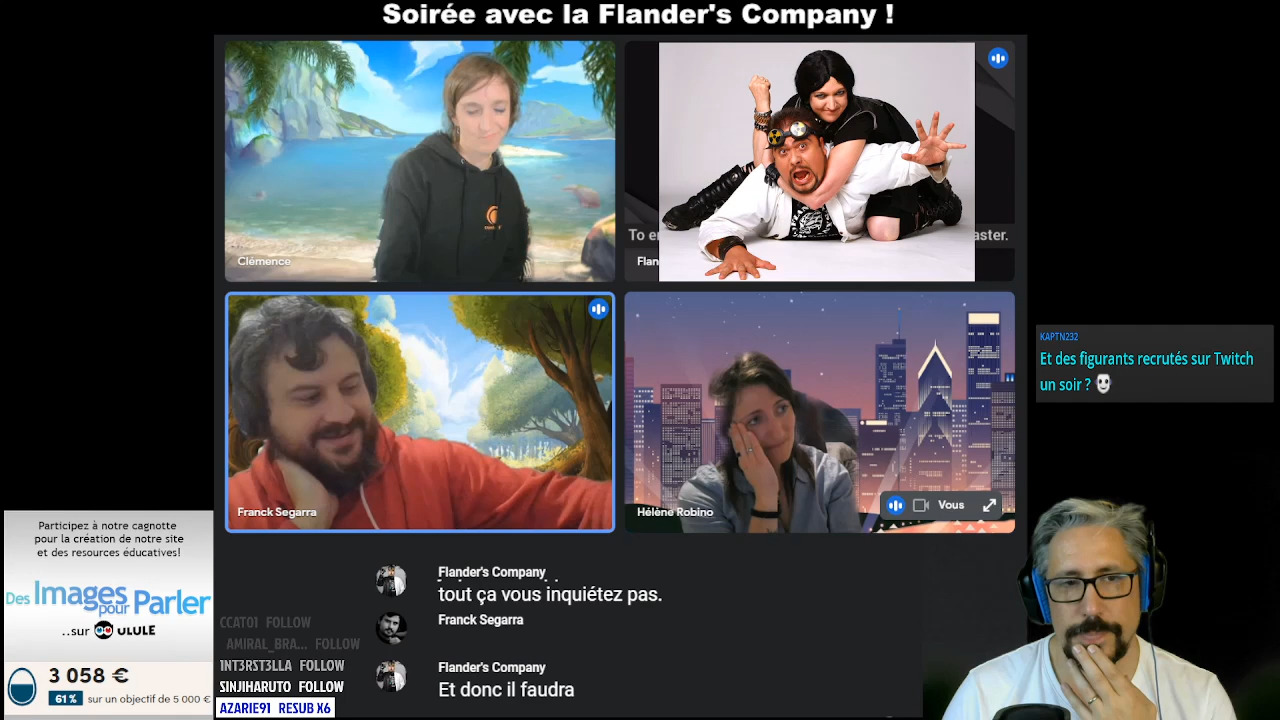 Soirée avec la Flander's Company !
Clémence
To e
aster.
Flan
Franck Segarra
Hélène Robino
Vous
KAPTN232
Et des figurants recrutés sur Twitch
un soir ?
Participez à notre cagnotte
pour la création de notre site
et des resources éducatives!
Des Images
pour Parler
..sur ULULE
3 058 €
61 % sur un objectif de 5 000 €
CCATO1 FOLLOW
AMIRAL_BRA... FOLLOW
1NT3RST3LLA FOLLOW
SINJIHARUTO FOLLOW
AZARIE91 RESUB X6
Flander's Company
tout ça vous inquiétez pas.
Franck Segarra
Flander's Company
Et donc il faudra